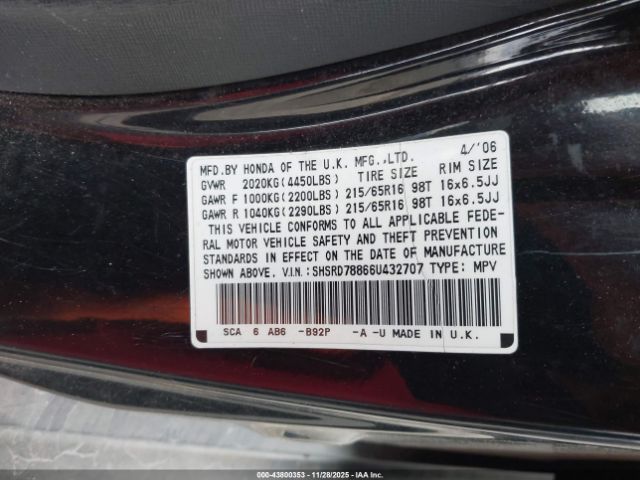 MFD.BY HONDA OF THE U.K. MFG.,LTD. 4/'06
GVWR 2020KG(4450LBS) TIRE SIZE RIM SIZE
GAWR F 1000KG(2200LBS) 215/65R16 98T 16x6.5JJ
GAWR R 1040KG(2290LBS) 215/65R16 98T 16x6.5JJ
THIS VEHICLE CONFORMS TO ALL APPLICABLE FEDE-
RAL MOTOR VEHICLE SAFETY AND THEFT PREVENTION
STANDARDS IN EFFECT ON THE DATE OF MANUFACTURE
SHOWN ABOVE. V.I.N.:SHSRD78866U432707 TYPE: MPV
SCA 6 AB6 -B92P -A -U MADE IN U.K.
000-43800353 - 11/28/2025 - IAA Inc.